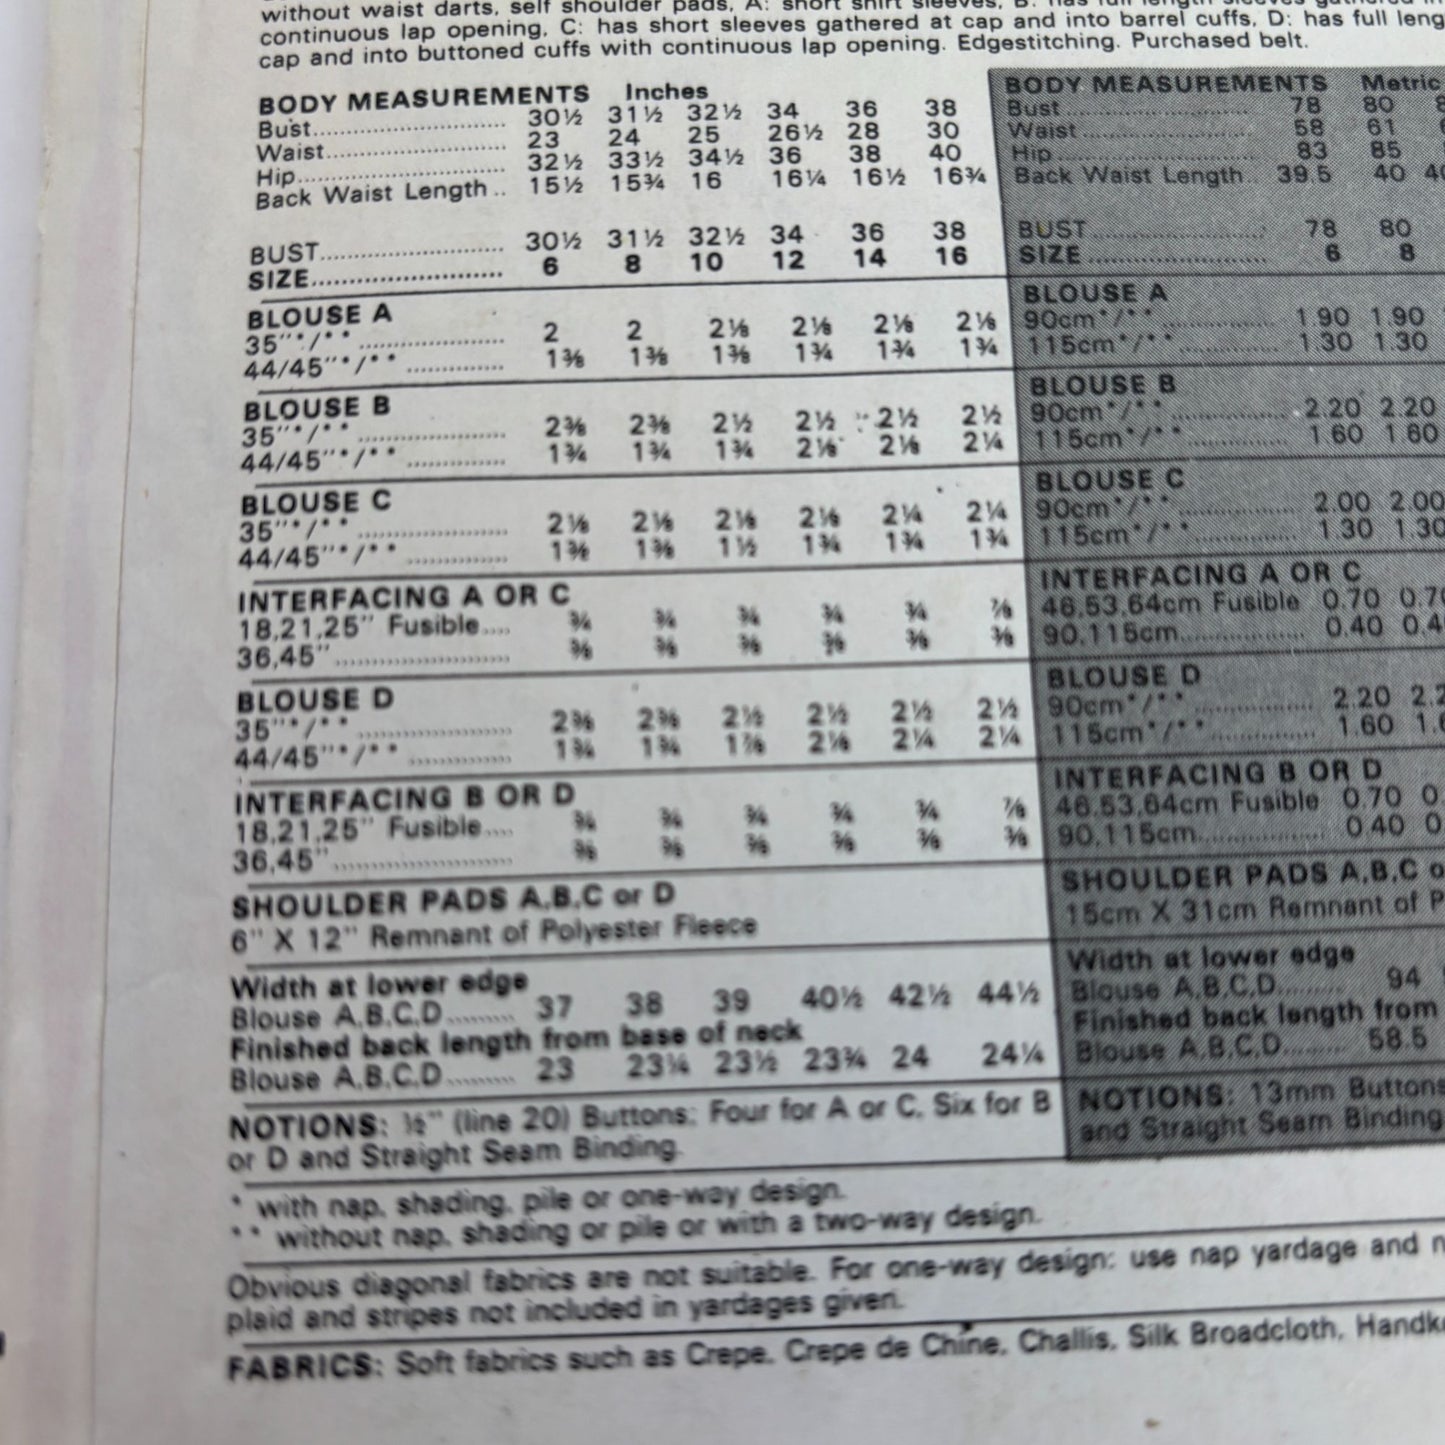 without waist darts, self shoulder pads, A: short shirt sleeves, B: has full length sleeves gathered
continuous lap opening, C: has short sleeves gathered at cap and into barrel cuffs, D: has full leng
cap and into buttoned cuffs with continuous lap opening. Edgestitching. Purchased belt.
BODY MEASUREMENTS Inches
Bust 30½ 31½ 32½ 34 36 38
Waist 23 24 25 26½ 28 30
Hip 32½ 33½ 34½ 36 38 40
Back Waist Length 15½ 15¾ 16 16¼ 16½ 16¾
BUST 30½ 31½ 32½ 34 36 38
SIZE 6 8 10 12 14 16
BLOUSE A
35"*/** 2 2 2⅛ 2⅛ 2⅛ 2⅛
44/45"*/** 1⅜ 1⅜ 1⅜ 1¾ 1¾ 1¾
BLOUSE B
35"*/** 2⅜ 2⅜ 2½ 2½ 2½ 2½
44/45"*/** 1¾ 1¾ 1¾ 2⅛ 2⅛ 2¼
BLOUSE C
35"*/** 2⅛ 2⅛ 2⅛ 2⅛ 2¼ 2¼
44/45"*/** 1⅜ 1⅜ 1½ 1¾ 1¾ 1¾
INTERFACING A OR C
18,21,25" Fusible ¾ ¾ ¾ ¾ ¾ ⅞
36,45" ⅜ ⅜ ⅜ ⅜ ⅜ ⅜
BLOUSE D
35"*/** 2⅜ 2⅜ 2½ 2½ 2½ 2½
44/45"*/** 1¾ 1¾ 1⅞ 2⅛ 2¼ 2¼
INTERFACING B OR D
18,21,25" Fusible ¾ ¾ ¾ ¾ ¾ ⅞
36,45" ⅜ ⅜ ⅜ ⅜ ⅜ ⅜
SHOULDER PADS A,B,C or D
6" X 12" Remnant of Polyester Fleece
Width at lower edge
Blouse A,B,C,D 37 38 39 40½ 42½ 44½
Finished back length from base of neck
Blouse A,B,C,D 23 23¼ 23½ 23¾ 24 24¼
NOTIONS: ½" (line 20) Buttons: Four for A or C, Six for B
or D and Straight Seam Binding.
BODY MEASUREMENTS Metric
Bust 78 80
Waist 58 61
Hip 83 85
Back Waist Length 39.5 40 40
BUST 78 80
SIZE 6 8
BLOUSE A
90cm*/** 1.90 1.90
115cm*/** 1.30 1.30
BLOUSE B
90cm*/** 2.20 2.20
115cm*/** 1.60 1.60
BLOUSE C
90cm*/** 2.00 2.00
115cm*/** 1.30 1.30
INTERFACING A OR C
46,53,64cm Fusible 0.70 0.70
90,115cm 0.40 0.4
BLOUSE D
90cm*/** 2.20 2.2
115cm*/** 1.60 1.6
INTERFACING B OR D
46,53,64cm Fusible 0.70 0
90,115cm 0.40 0
SHOULDER PADS A,B,C o
15cm X 31cm Remnant of P
Width at lower edge
Blouse A,B,C,D 94
Finished back length from
Blouse A,B,C,D 58.5
NOTIONS: 13mm Buttons
and Straight Seam Binding
* with nap, shading, pile or one-way design.
** without nap, shading or pile or with a two-way design.
Obvious diagonal fabrics are not suitable. For one-way design: use nap yardage and n
plaid and stripes not included in yardages given.
FABRICS: Soft fabrics such as Crepe, Crepe de Chine, Challis, Silk Broadcloth, Handk